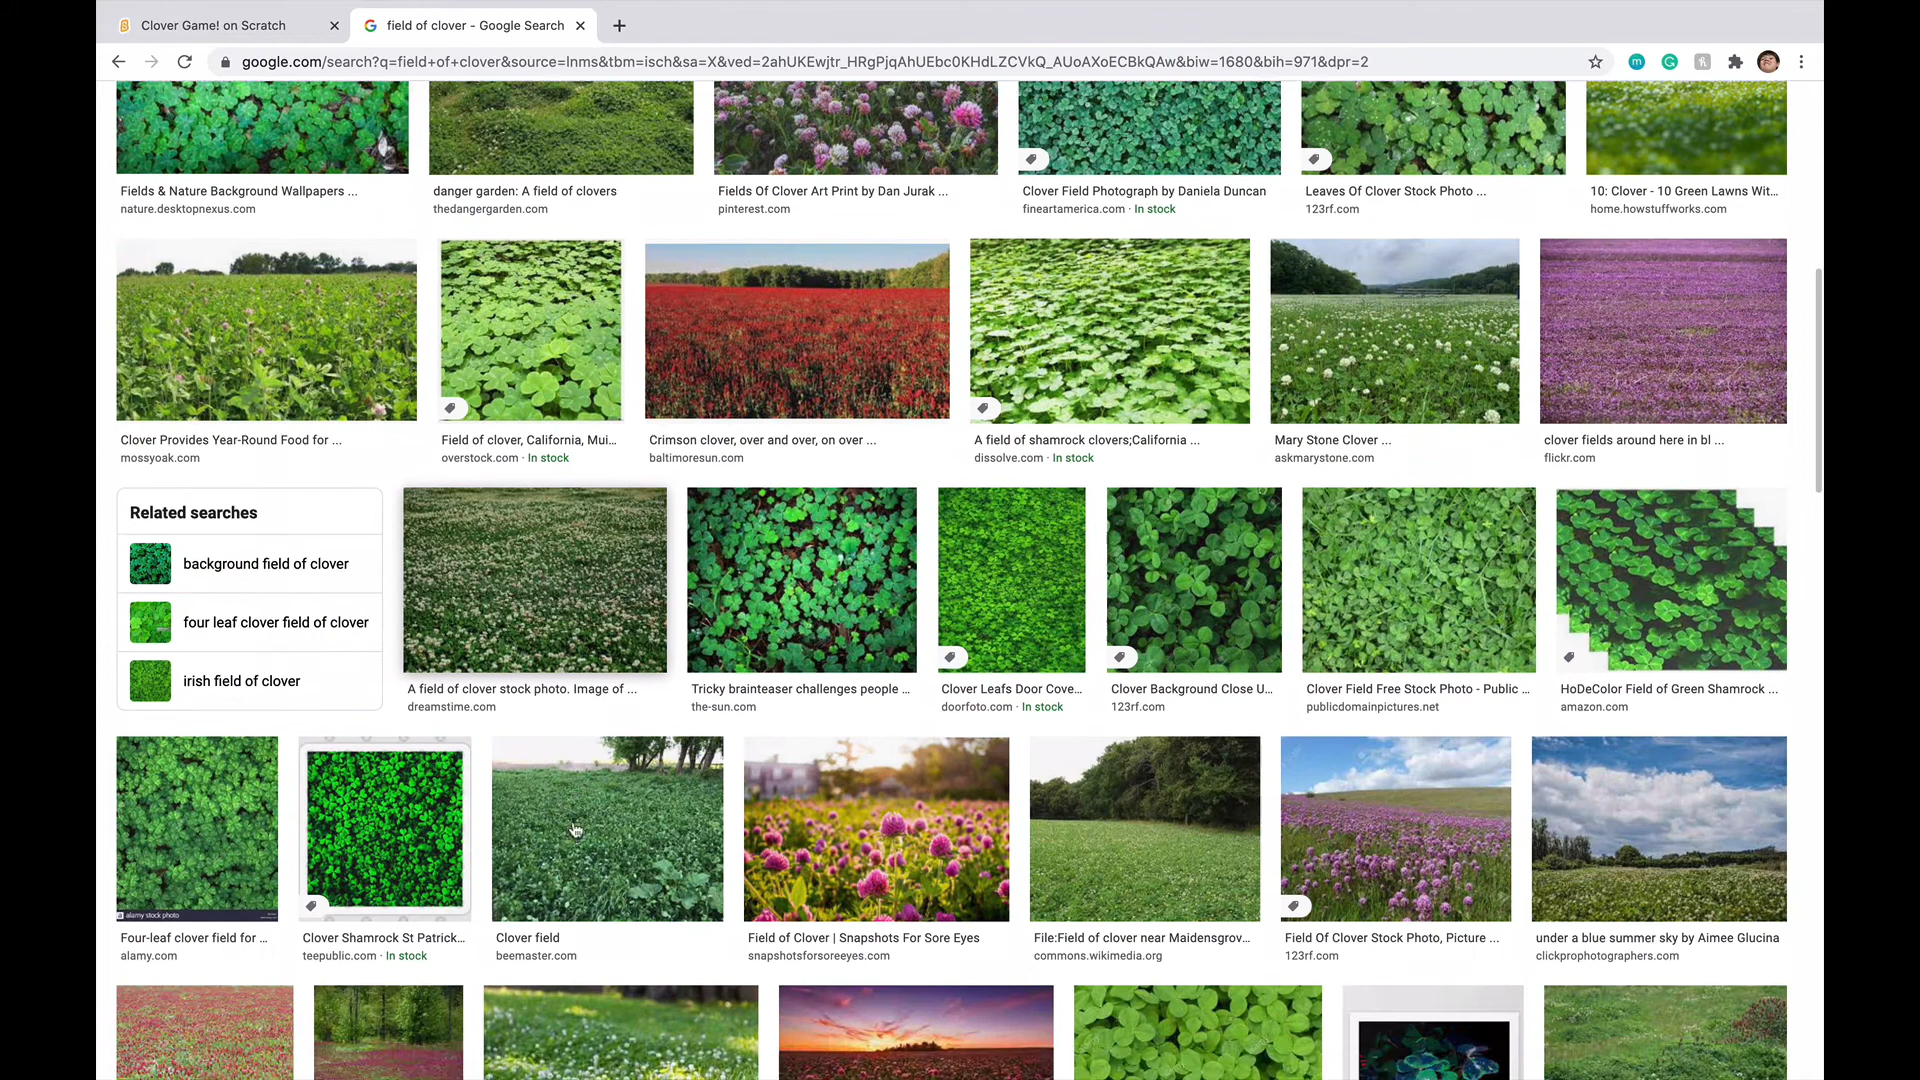 Clover Game! on Scratch
field of clover - Google Search
google.com/search?q=field+of+clover&source=lnms&tbm=isch&sa=X&ved=2ahUKEwjtr_HRgPjqAhUEbc0KHdLZCVkQ_AUoAXoECBkQAw&biw=1680&bih=971&dpr=2
Fields & Nature Background Wallpapers ...
nature.desktopnexus.com
danger garden: A field of clovers
thedangergarden.com
Fields Of Clover Art Print by Dan Jurak ...
pinterest.com
Clover Field Photograph by Daniela Duncan
fineartamerica.com · In stock
Leaves Of Clover Stock Photo ...
123rf.com
10: Clover - 10 Green Lawns Wit...
home.howstuffworks.com
Clover Provides Year-Round Food for ...
mossyoak.com
Field of clover, California, Mui...
overstock.com · In stock
Crimson clover, over and over, on over ...
baltimoresun.com
A field of shamrock clovers;California ...
dissolve.com · In stock
Mary Stone Clover ...
askmarystone.com
clover fields around here in bl ...
flickr.com
Related searches
background field of clover
four leaf clover field of clover
irish field of clover
A field of clover stock photo. Image of ...
dreamstime.com
Tricky brainteaser challenges people ...
the-sun.com
Clover Leafs Door Cove...
doorfoto.com · In stock
Clover Background Close U...
123rf.com
Clover Field Free Stock Photo - Public ...
publicdomainpictures.net
HoDeColor Field of Green Shamrock ...
amazon.com
alamy stock photo
Four-leaf clover field for ...
alamy.com
Clover Shamrock St Patrick...
teepublic.com · In stock
Clover field
beemaster.com
Field of Clover | Snapshots For Sore Eyes
snapshotsforsoreeyes.com
File:Field of clover near Maidensgrov...
commons.wikimedia.org
Field Of Clover Stock Photo, Picture ...
123rf.com
under a blue summer sky by Aimee Glucina
clickprophotographers.com